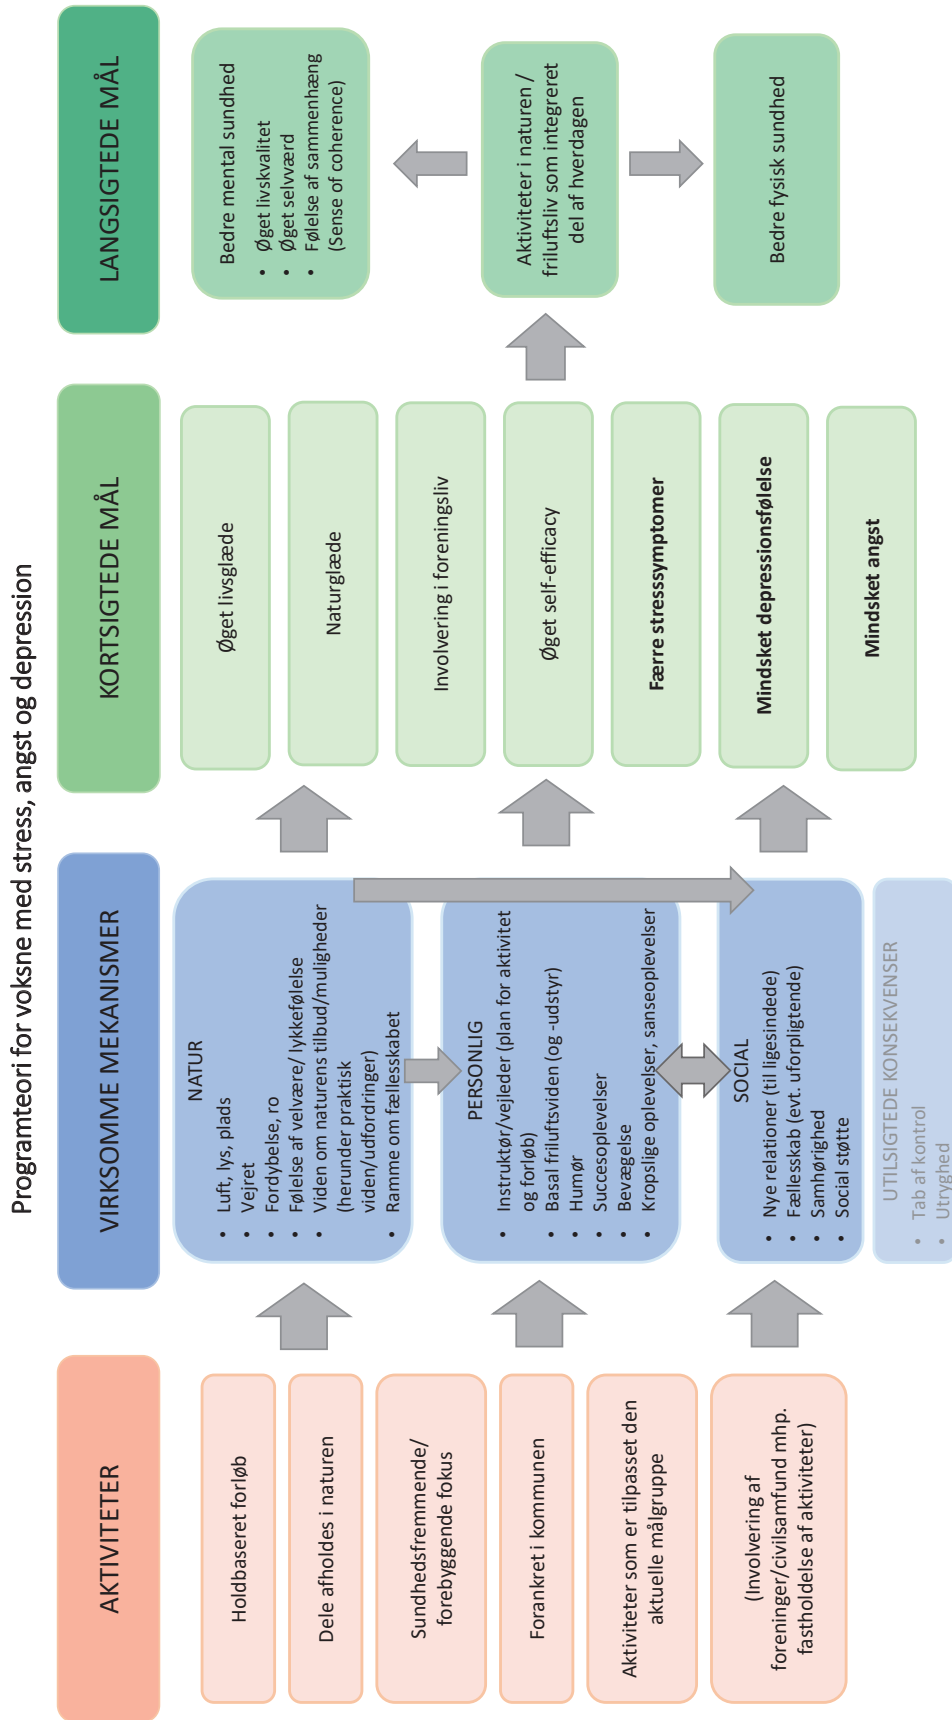 Programteori for voksne med stress, angst og depression
AKTIVITETER
Holdbaseret forløb
Dele afholdes i naturen
Sundhedsfremmende/
forebyggende fokus
Forankret i kommunen
Aktiviteter som er tilpasset den
aktuelle målgruppe
(Involvering af
foreninger/civilsamfund mhp.
fastholdelse af aktiviteter)
VIRKSOMME MEKANISMER
NATUR
• Luft, lys, plads
• Vejret
• Fordybelse, ro
• Følelse af velvære/ lykkefølelse
• Viden om naturens tilbud/muligheder
(herunder praktisk
viden/udfordringer)
• Ramme om fællesskabet
PERSONLIG
• Instruktør/vejleder (plan for aktivitet
og forløb)
• Basal friluftsviden (og -udstyr)
• Humør
• Succesoplevelser
• Bevægelse
• Kropslige oplevelser, sanseoplevelser
SOCIAL
• Nye relationer (til ligesindede)
• Fællesskab (evt. uforpligtende)
• Samhørighed
• Social støtte
UTILSIGTEDE KONSEKVENSER
• Tab af kontrol
• Utryghed
KORTSIGTEDE MÅL
Øget livsglæde
Naturglæde
Involvering i foreningsliv
Øget self-efficacy
Færre stresssymptomer
Mindsket depressionsfølelse
Mindsket angst
LANGSIGTEDE MÅL
Bedre mental sundhed
• Øget livskvalitet
• Øget selvværd
• Følelse af sammenhæng
(Sense of coherence)
Aktiviteter i naturen /
friluftsliv som integreret
del af hverdagen
Bedre fysisk sundhed